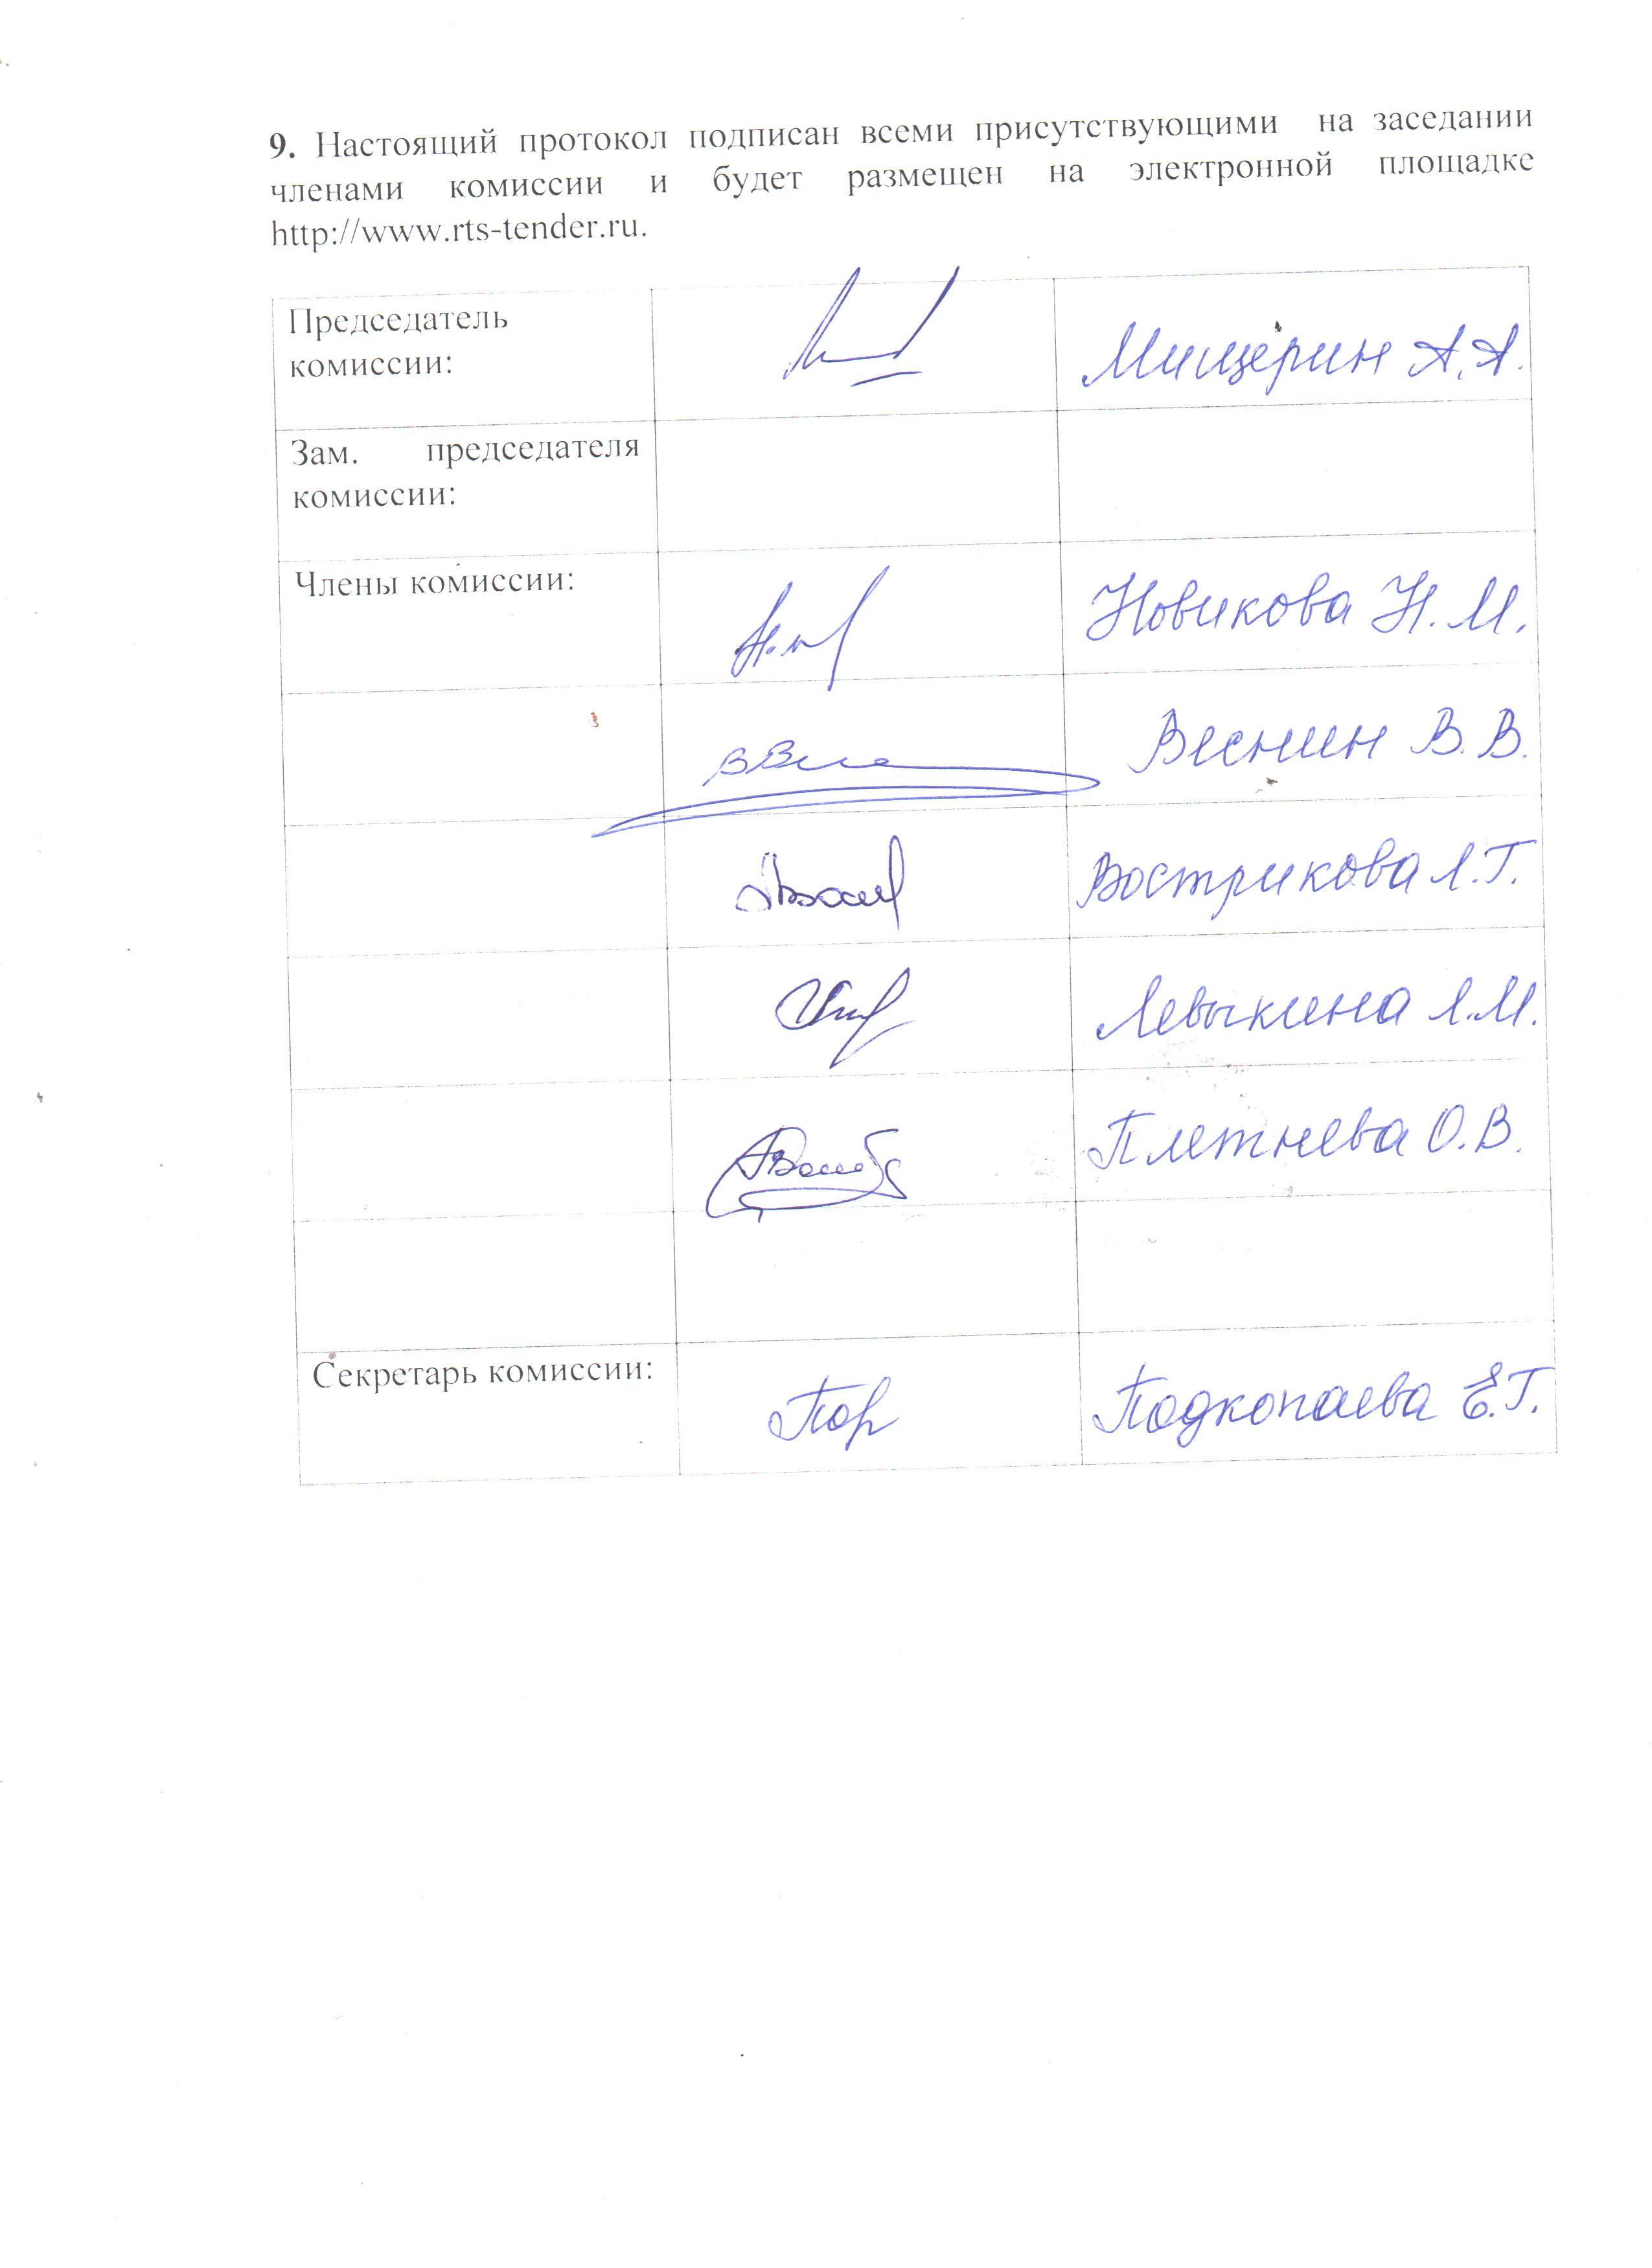 9. Настоящий протокол подписан всеми присутствующими на заседании
членами комиссии и будет размещен на электронной площадке
http://www.rts-tender.ru.
Председатель
комиссии:
Мищерин А.А.
Зам. председателя
комиссии:
Члены комиссии:
Новикова Н.М.
Веснин В.В.
Вострикова Л.Г.
Левыкина Л.М.
Плетнева О.В.
Секретарь комиссии:
Подкопаева Е.Г.